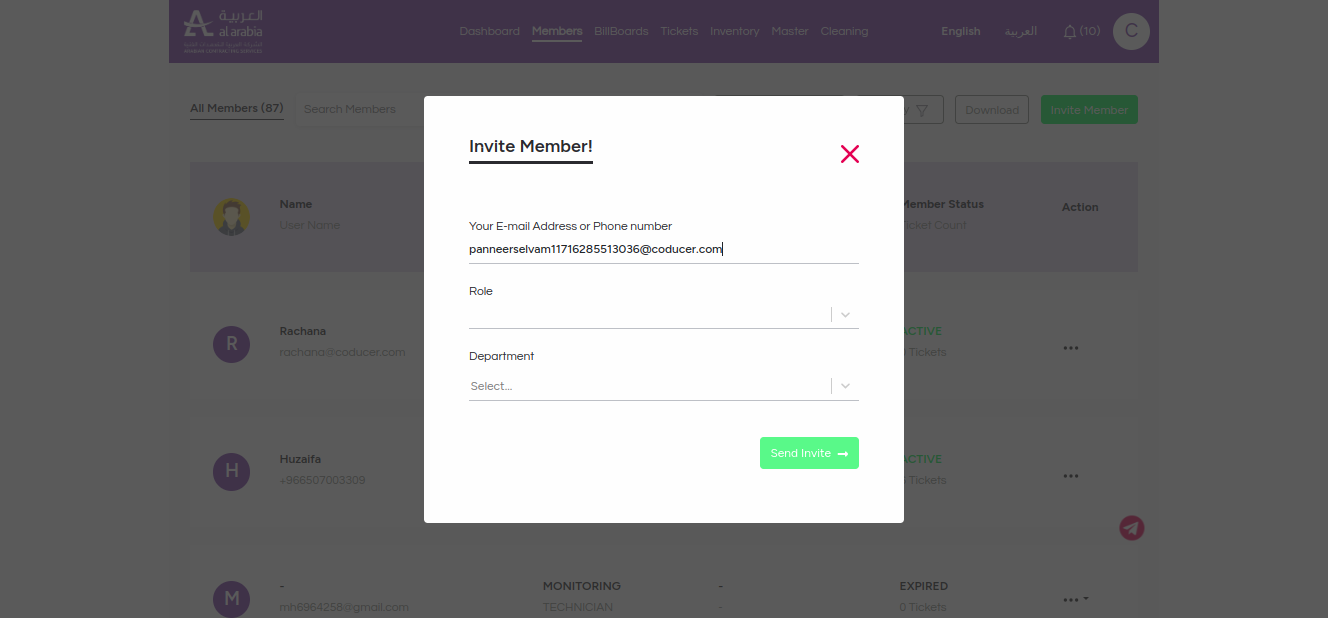 العربية
al arabia
Dashboard Members BillBoards Tickets Inventory Master Cleaning English العربية (10) C
All Members (87) Search Members Download Invite Member
Invite Member!
Name Member Status Action
User Name Ticket Count
Your E-mail Address or Phone number
panneerselvam11716285513036@coducer.com
Role
Department
Select...
Send Invite →
R Rachana ACTIVE
rachana@coducer.com 0 Tickets
H Huzaifa ACTIVE
+966507003309 Tickets
M - MONITORING - EXPIRED
mh6964258@gmail.com TECHNICIAN - 0 Tickets